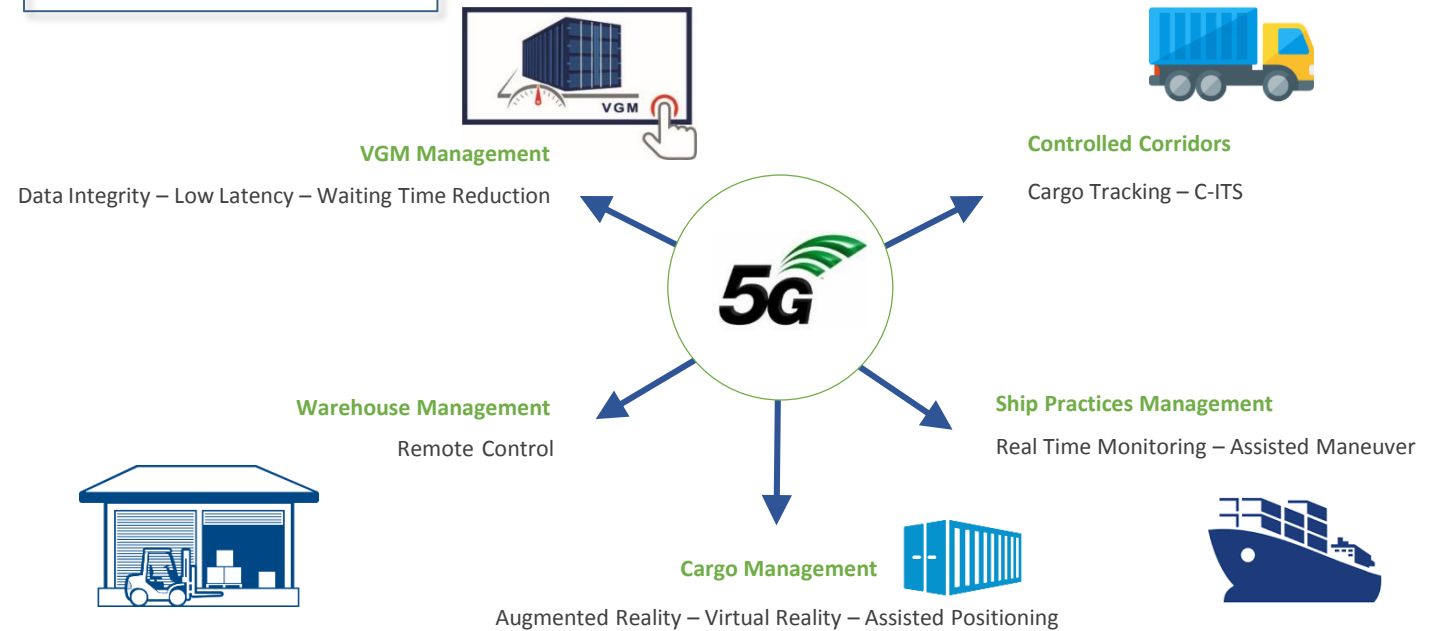 VGM
VGM Management
Data Integrity – Low Latency – Waiting Time Reduction
Controlled Corridors
Cargo Tracking – C-ITS
5G
Warehouse Management
Remote Control
Ship Practices Management
Real Time Monitoring – Assisted Maneuver
Cargo Management
Augmented Reality – Virtual Reality – Assisted Positioning